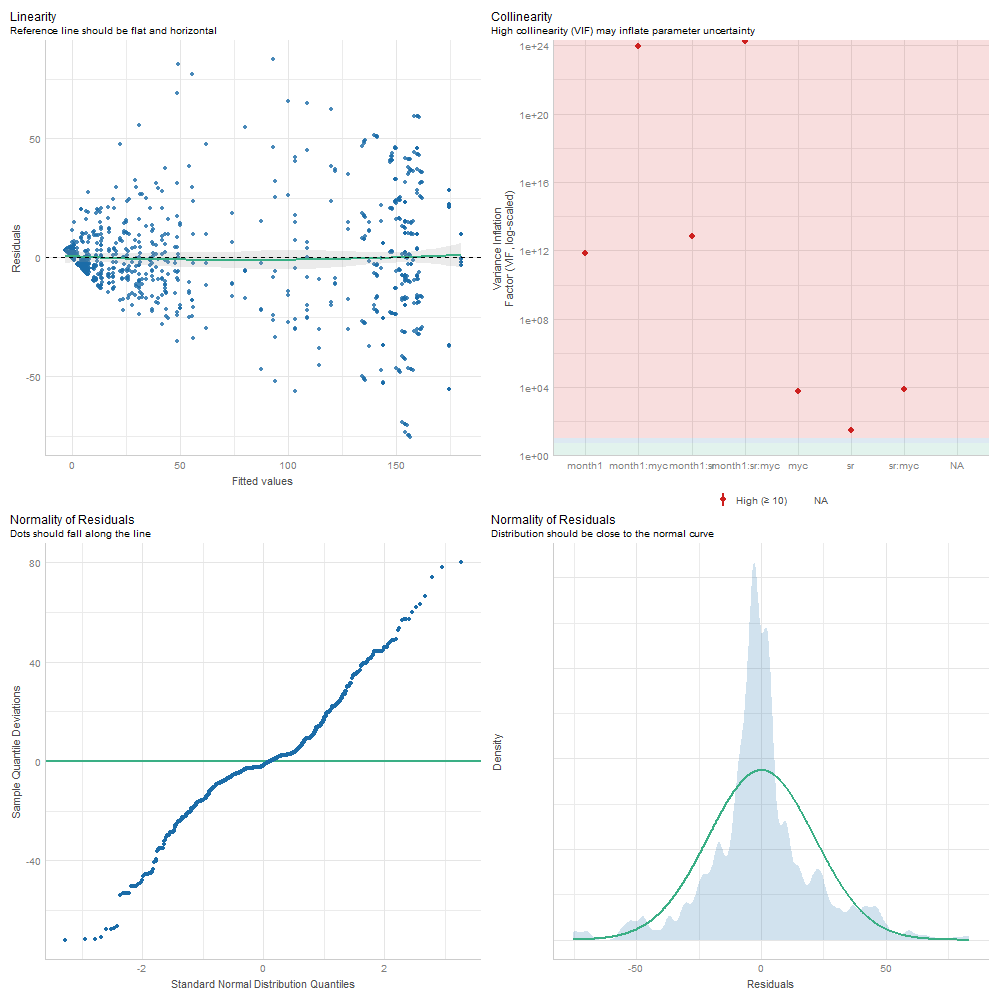 Linearity
Reference line should be flat and horizontal
50
0
-50
Residuals
0
50
100
150
Fitted values
Collinearity
High collinearity (VIF) may inflate parameter uncertainty
1e+24
1e+20
1e+16
1e+12
1e+08
1e+04
1e+00
Variance Inflation
Factor (VIF, log-scaled)
month1
month1:myc
month1:sr
month1:sr:myc
myc
sr
sr:myc
NA
High (≥ 10)
NA
Normality of Residuals
Dots should fall along the line
80
40
0
-40
Sample Quantile Deviations
-2
0
2
Standard Normal Distribution Quantiles
Normality of Residuals
Distribution should be close to the normal curve
Density
-50
0
50
Residuals